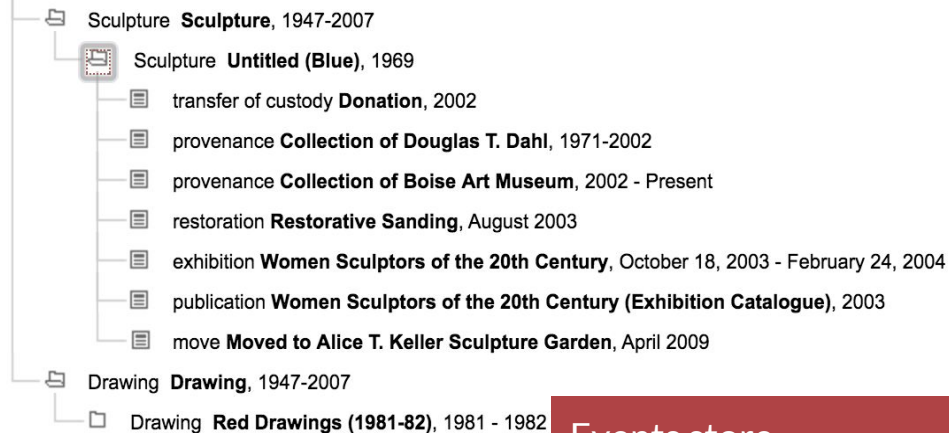 Sculpture Sculpture, 1947-2007
Sculpture Untitled (Blue), 1969
transfer of custody Donation, 2002
provenance Collection of Douglas T. Dahl, 1971-2002
provenance Collection of Boise Art Museum, 2002 - Present
restoration Restorative Sanding, August 2003
exhibition Women Sculptors of the 20th Century, October 18, 2003 - February 24, 2004
publication Women Sculptors of the 20th Century (Exhibition Catalogue), 2003
move Moved to Alice T. Keller Sculpture Garden, April 2009
Drawing Drawing, 1947-2007
Drawing Red Drawings (1981-82), 1981 - 1982